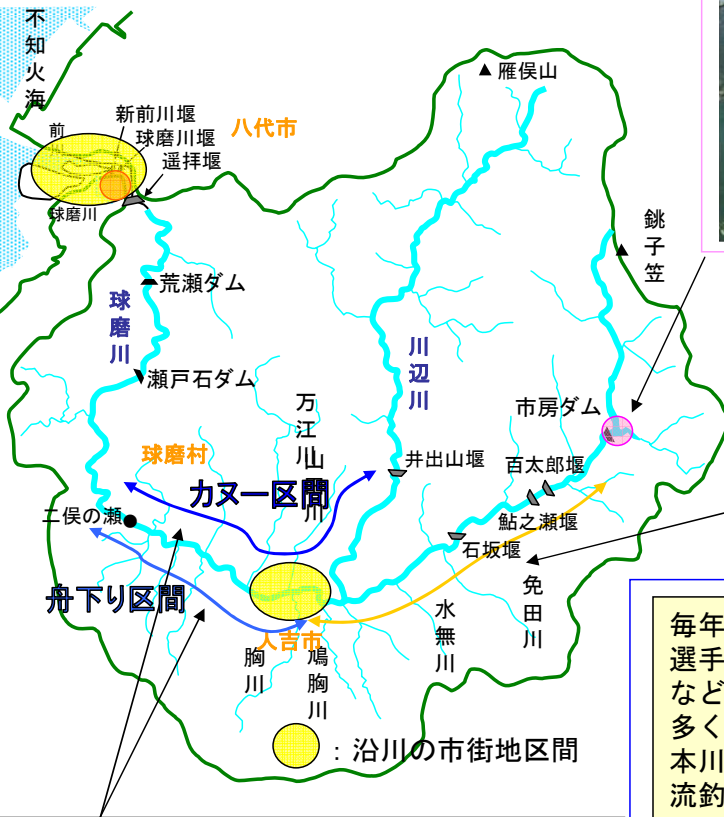 不知火海
新前川堰
前
球磨川堰
遥拝堰
八代市
球磨川
雁俣山
銚子笠
荒瀬ダム
球磨川
瀬戸石ダム
川辺川
市房ダム
万江川
山
川
球磨村
カヌー区間
井出山堰
百太郎堰
鮎之瀬堰
石坂堰
二俣の瀬
舟下り区間
人吉市
胸川
鳩胸川
水無川
免田川
：沿川の市街地区間
毎年
選手
など
多く
本川
流釣